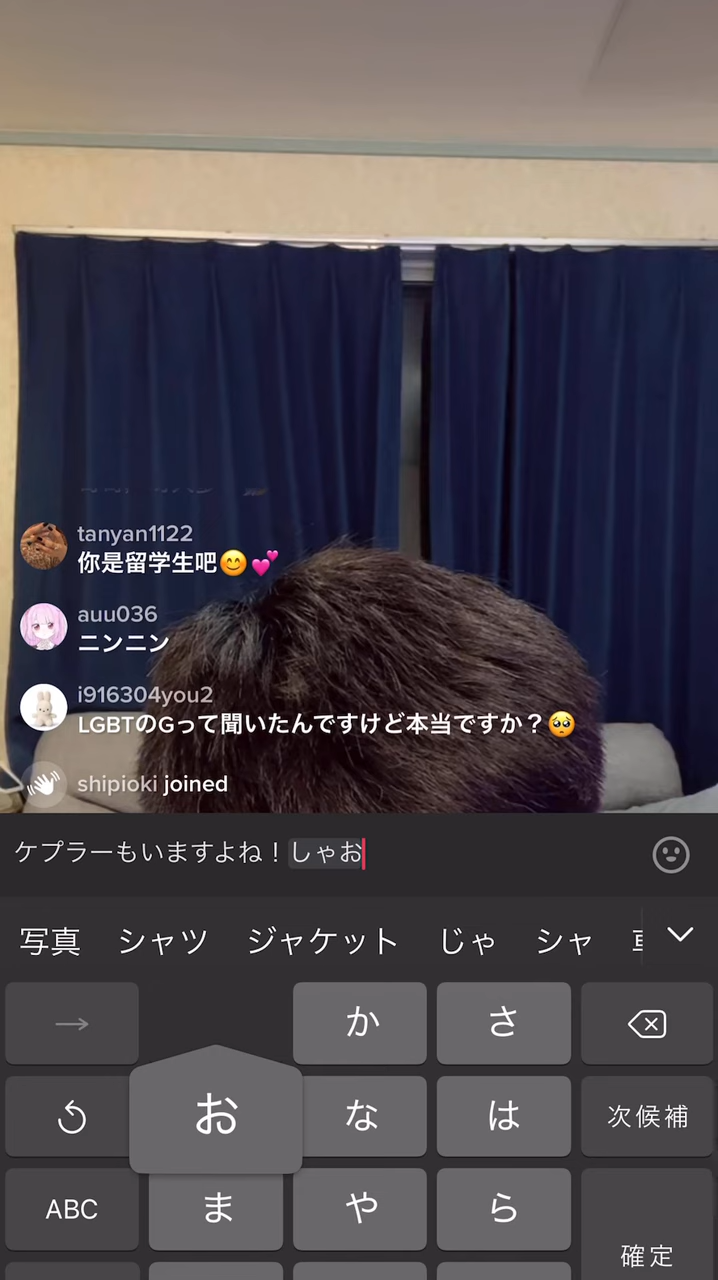 tanyan1122
你是留学生吧😊💕
auu036
ニンニン
i916304you2
LGBTのGって聞いたんですけど本当ですか？🥺
shipioki joined
ケプラーもいますよね！しゃお
写真 シャツ ジャケット じゃ シャ
→ か さ
お な は 次候補
ABC ま や ら
確定